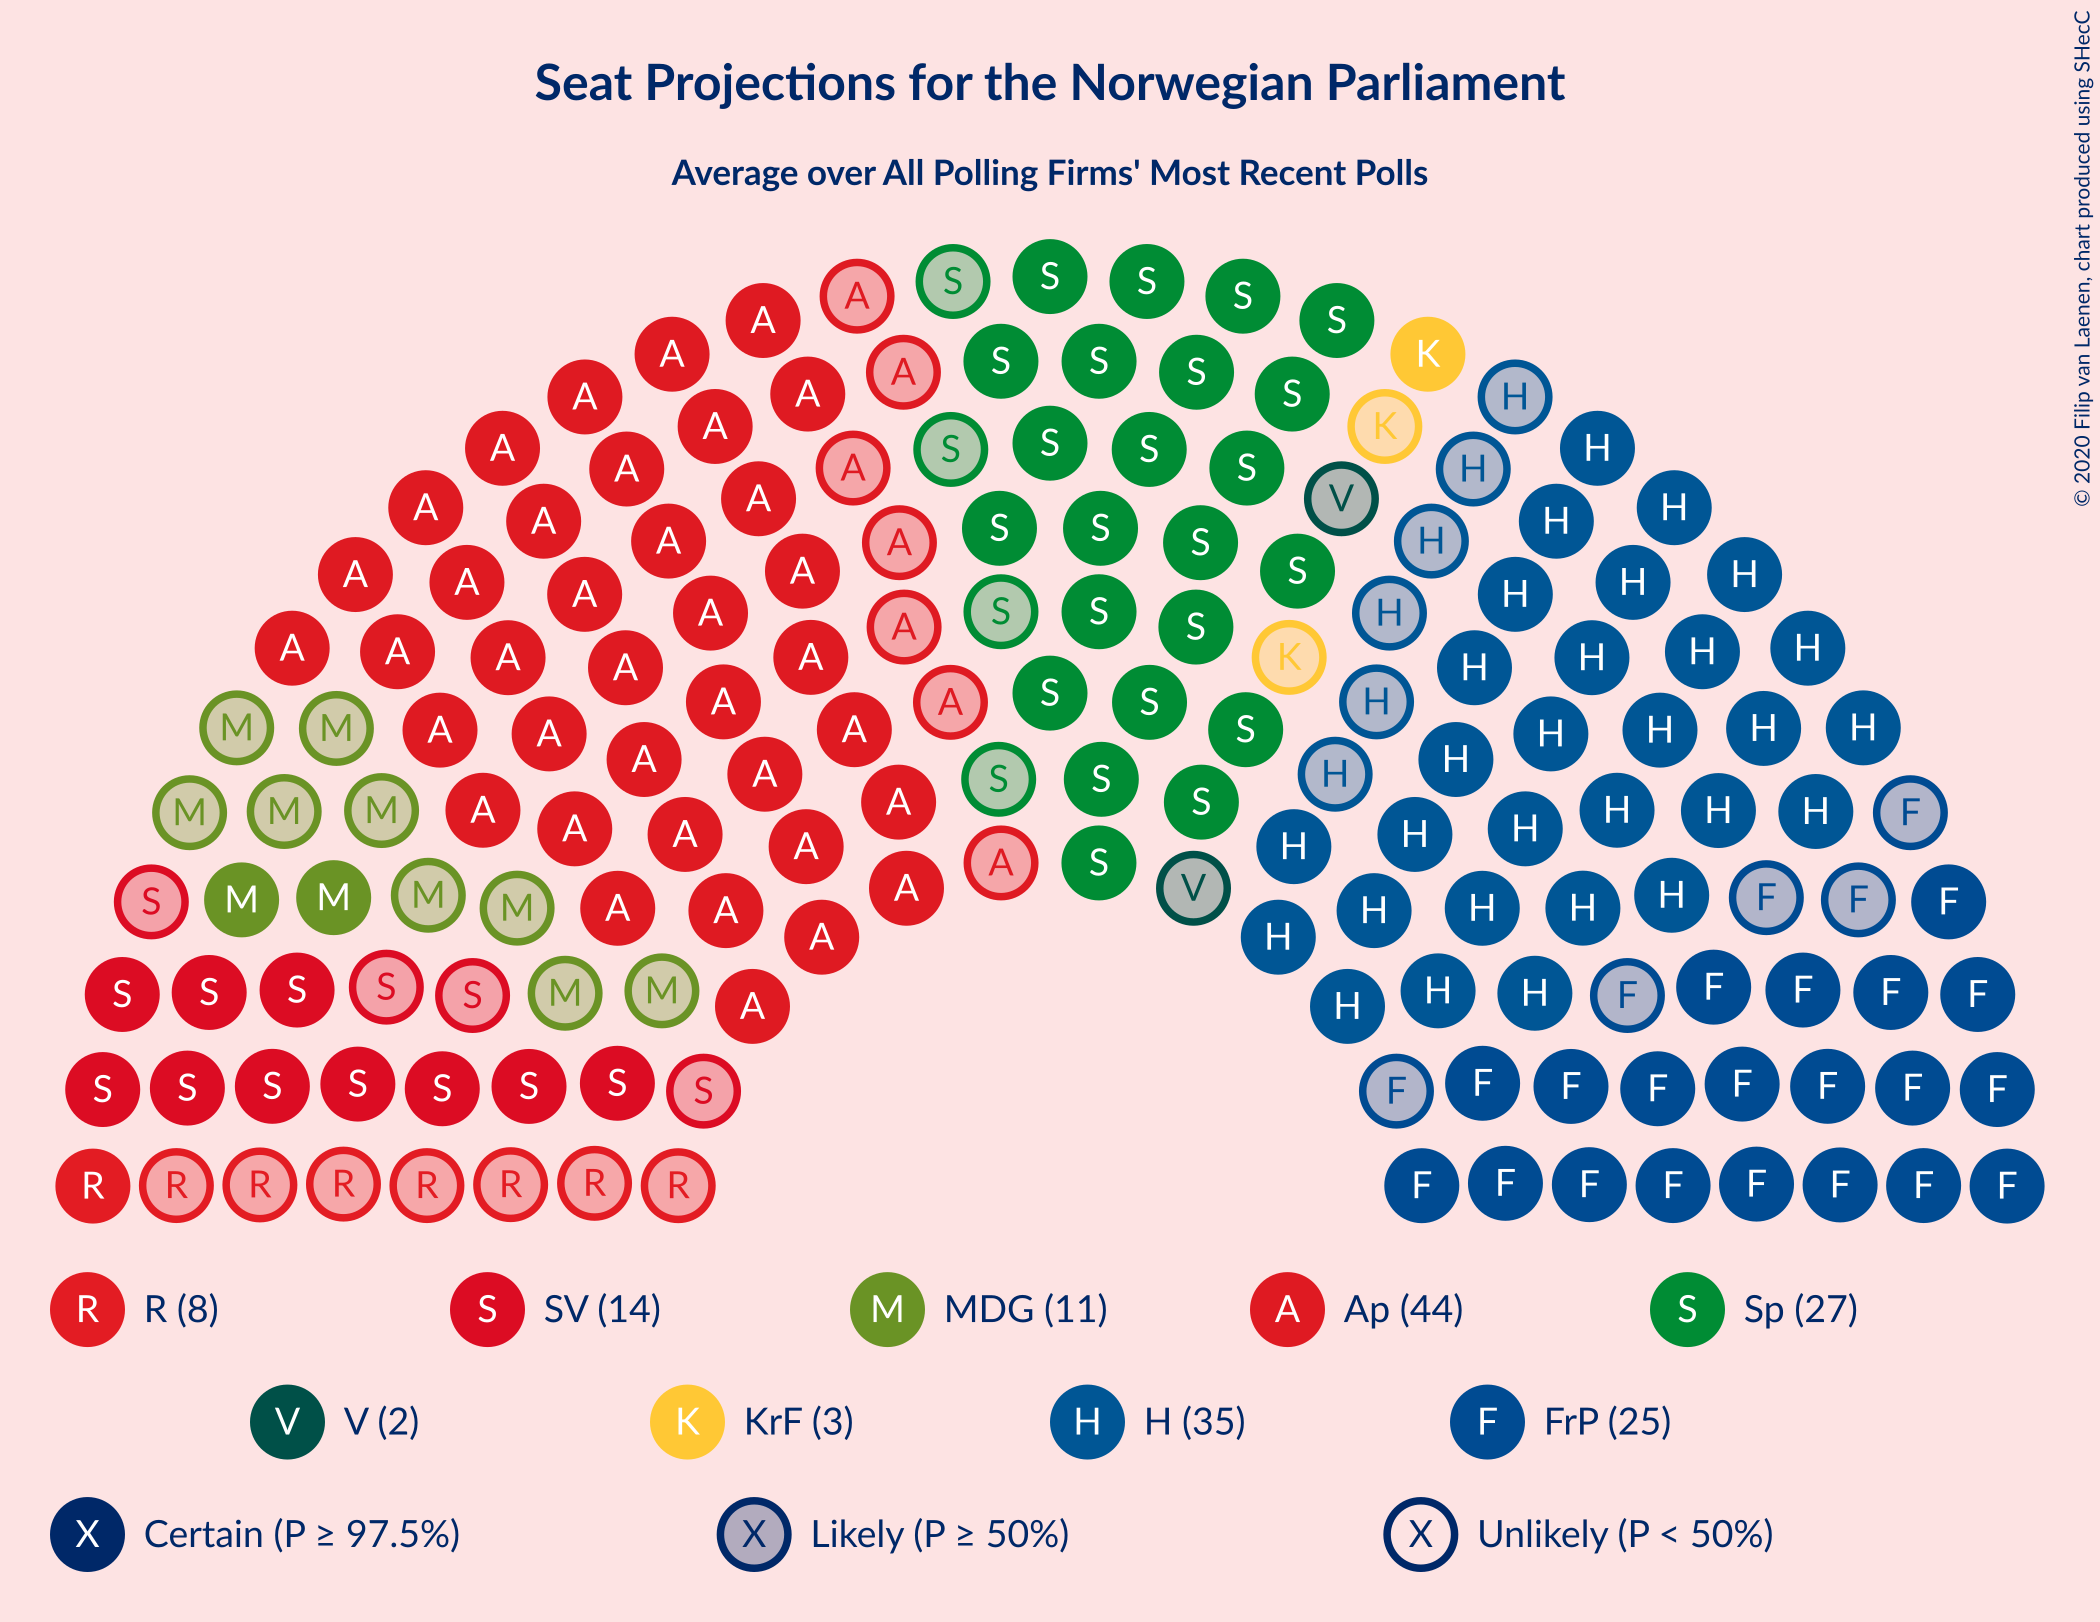 Seat Projections for the Norwegian Parliament
Average over All Polling Firms' Most Recent Polls
© 2020 Filip van Laenen, chart produced using SHecC
A S S S S
A S K
A A S S S K H
A A S S H H
A A A S S S S V H H
A A A A S S S S H H H
A A A A S S S H H H
A A A A A S S K H H H H
M M A A A A A S S S H H H H H
M M M A A A A A S S S H H H H H H F
S M M M M A A A A A S V H H H H H H F F F
S S S S S M M A A H H H H F F F F F
S S S S S S S S F F F F F F F F
R R R R R R R R F F F F F F F F
R R (8) S SV (14) M MDG (11) A Ap (44) S Sp (27)
V V (2) K KrF (3) H H (35) F FrP (25)
X Certain (P ≥ 97.5%) X Likely (P ≥ 50%) X Unlikely (P < 50%)